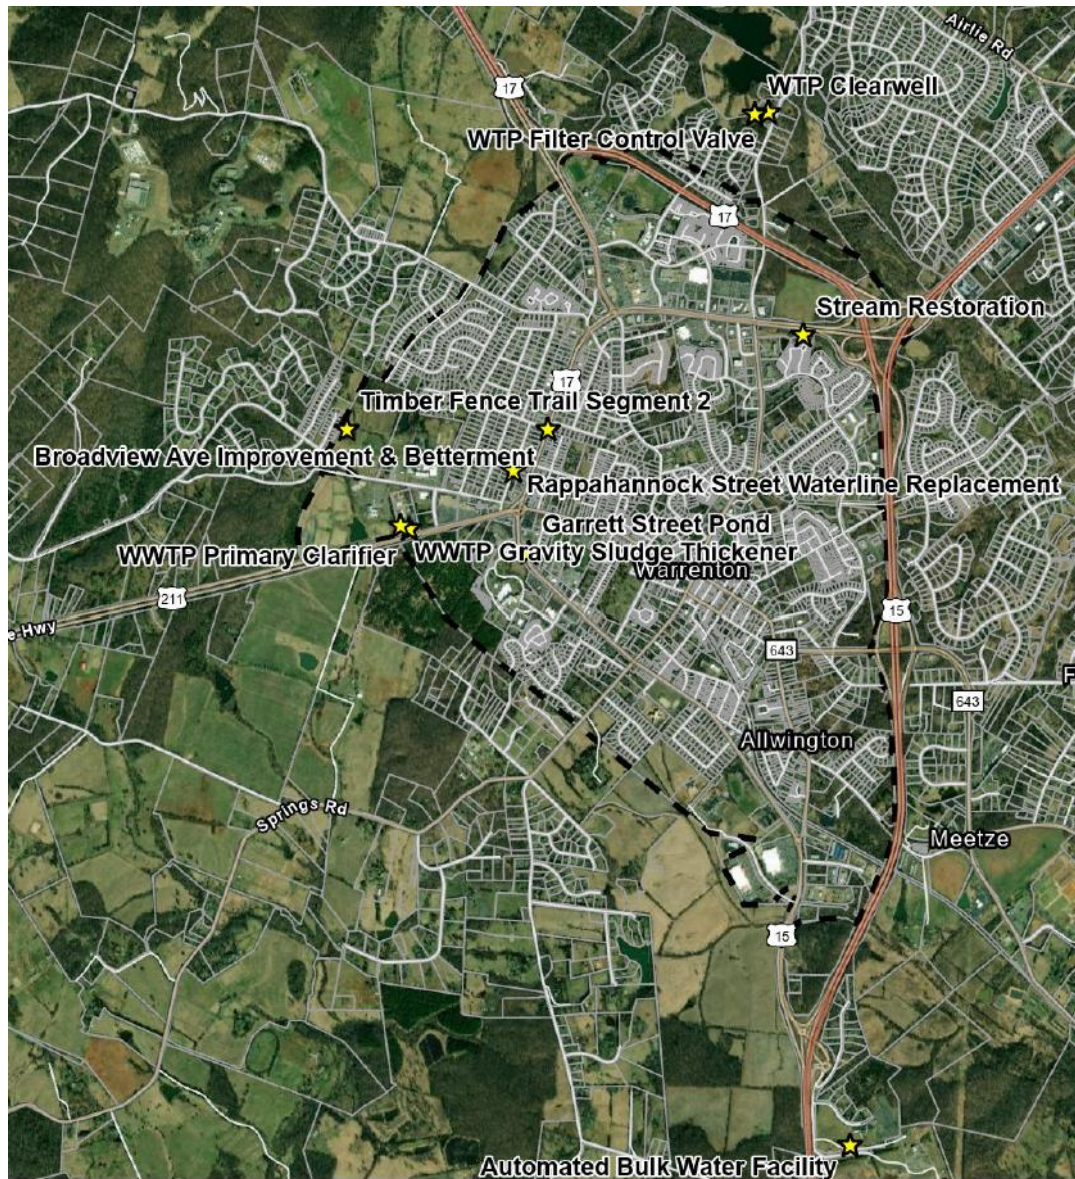 Airlie Rd
17
WTP Clearwell
WTP Filter Control Valve
17
Stream Restoration
17
Timber Fence Trail Segment 2
Broadview Ave Improvement & Betterment
Rappahannock Street Waterline Replacement
Garrett Street Pond
WWTP Primary Clarifier
WWTP Gravity Sludge Thickener
Warrenton
211
15
e Hwy
643
F
643
Allwington
Springs Rd
Meetze
15
Automated Bulk Water Facility